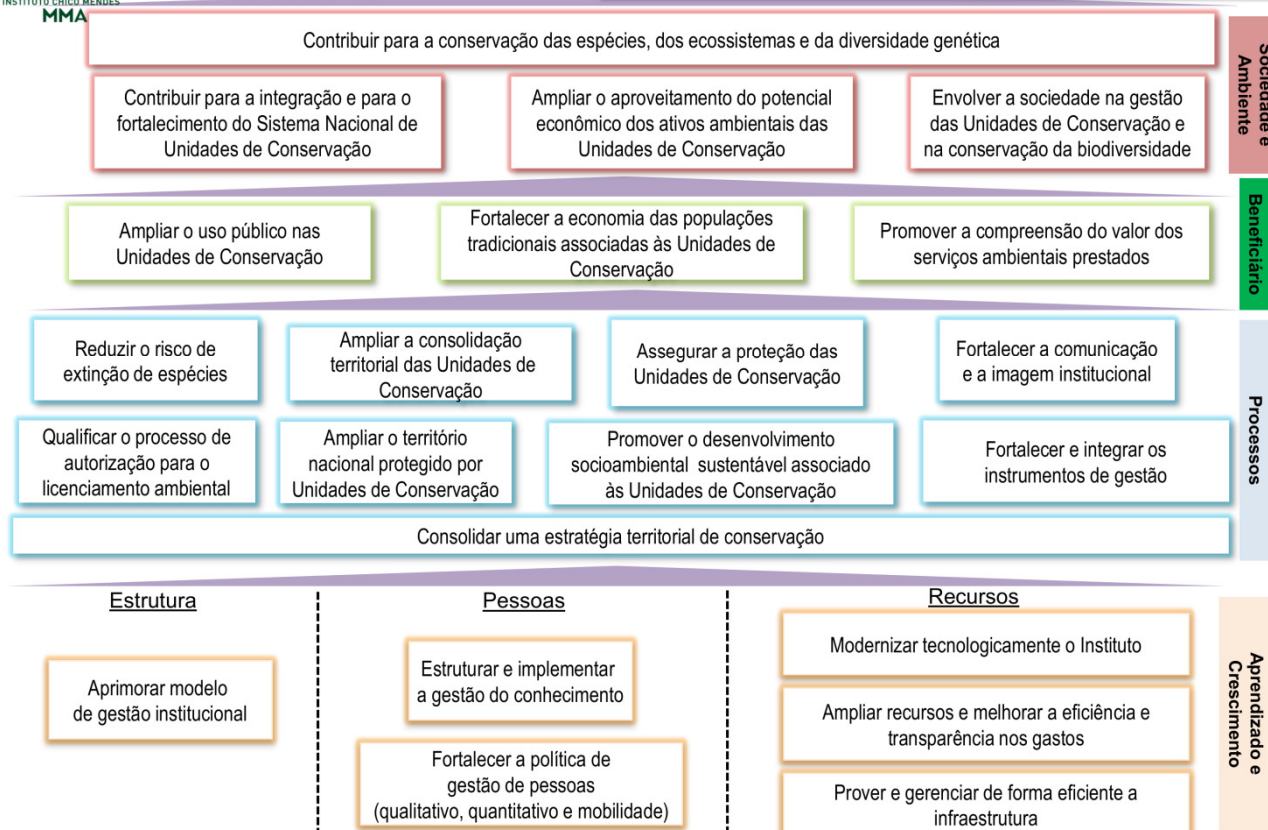 INSTITUTO CHICO MENDES
MMA
Contribuir para a conservação das espécies, dos ecossistemas e da diversidade genética
Contribuir para a integração e para o
fortalecimento do Sistema Nacional de
Unidades de Conservação
Ampliar o aproveitamento do potencial
econômico dos ativos ambientais das
Unidades de Conservação
Envolver a sociedade na gestão
das Unidades de Conservação e
na conservação da biodiversidade
Sociedade e
Ambiente
Ampliar o uso público nas
Unidades de Conservação
Fortalecer a economia das populações
tradicionais associadas às Unidades de
Conservação
Promover a compreensão do valor dos
serviços ambientais prestados
Beneficiário
Reduzir o risco de
extinção de espécies
Ampliar a consolidação
territorial das Unidades de
Conservação
Assegurar a proteção das
Unidades de Conservação
Fortalecer a comunicação
e a imagem institucional
Qualificar o processo de
autorização para o
licenciamento ambiental
Ampliar o território
nacional protegido por
Unidades de Conservação
Promover o desenvolvimento
socioambiental sustentável associado
às Unidades de Conservação
Fortalecer e integrar os
instrumentos de gestão
Consolidar uma estratégia territorial de conservação
Processos
Estrutura
Aprimorar modelo
de gestão institucional
Pessoas
Estruturar e implementar
a gestão do conhecimento
Fortalecer a política de
gestão de pessoas
(qualitativo, quantitativo e mobilidade)
Recursos
Modernizar tecnologicamente o Instituto
Ampliar recursos e melhorar a eficiência e
transparência nos gastos
Prover e gerenciar de forma eficiente a
infraestrutura
Aprendizado e
Crescimento